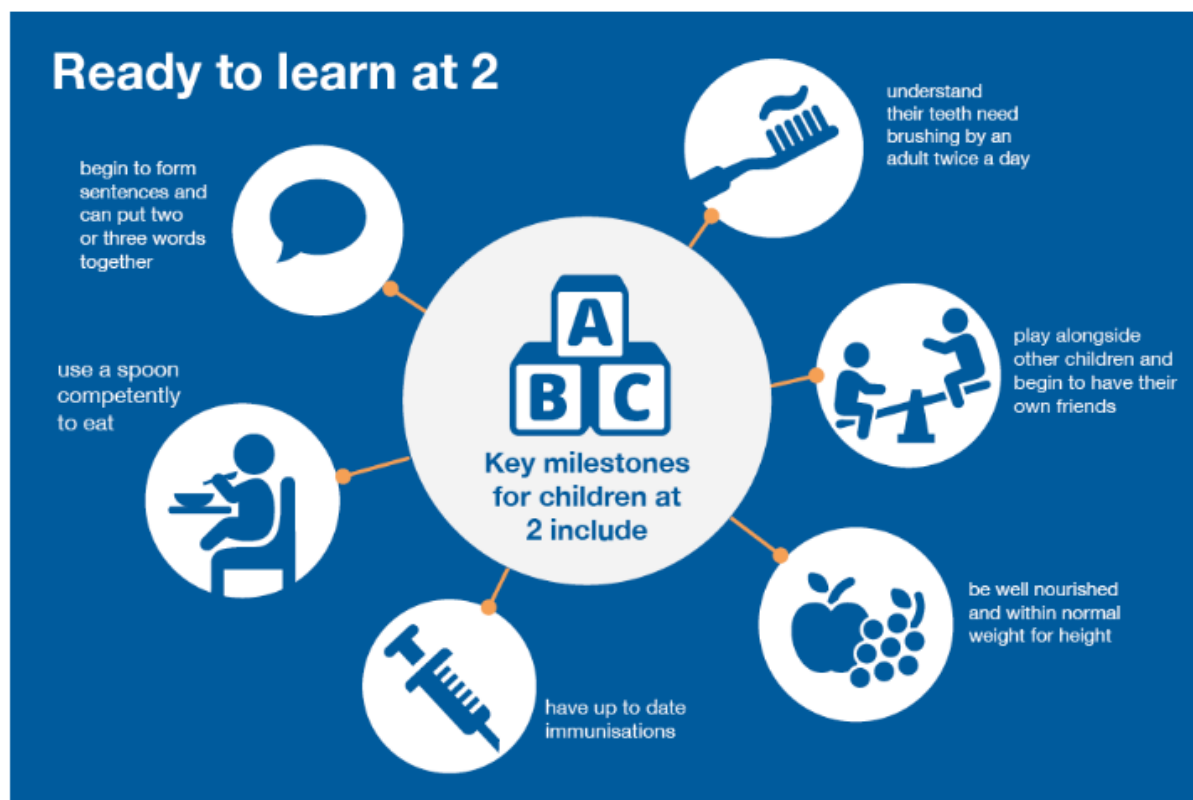 Ready to learn at 2
begin to form
sentences and
can put two
or three words
together
understand
their teeth need
brushing by an
adult twice a day
use a spoon
competently
to eat
A
B C
Key milestones
for children at
2 include
play alongside
other children and
begin to have their
own friends
be well nourished
and within normal
weight for height
have up to date
immunisations